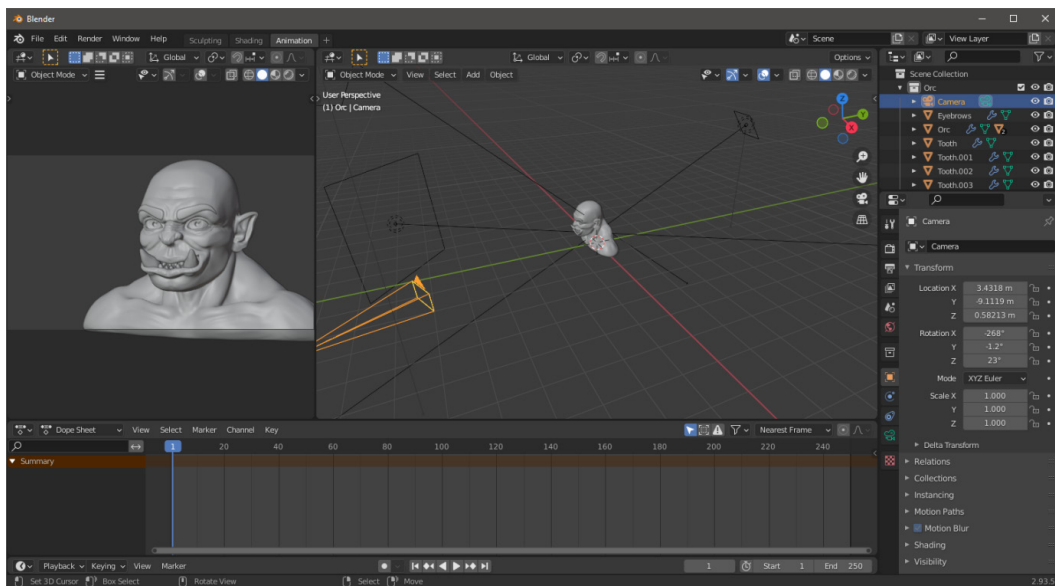 Blender
File Edit Render Window Help Sculpting Shading Animation + Scene View Layer
Global Global Options
Object Mode Object Mode View Select Add Object
User Perspective
(1) Orc | Camera
Z
Y
X
Scene Collection
Orc
Camera
Eyebrows
Orc 2
Tooth
Tooth.001
Tooth.002
Tooth.003
Camera
Camera
Transform
Location X 3.4318 m
Y -9.1119 m
Z 0.58213 m
Rotation X -268°
Y -1.2°
Z 23°
Mode XYZ Euler
Scale X 1.000
Y 1.000
Z 1.000
Delta Transform
Relations
Collections
Instancing
Motion Paths
Motion Blur
Shading
Visibility
Dope Sheet View Select Marker Channel Key Nearest Frame
1 20 40 60 80 100 120 140 160 180 200 220 240
Summary
Playback Keying View Marker 1 Start 1 End 250
Set 3D Cursor Box Select Rotate View Select Move 2.93.5